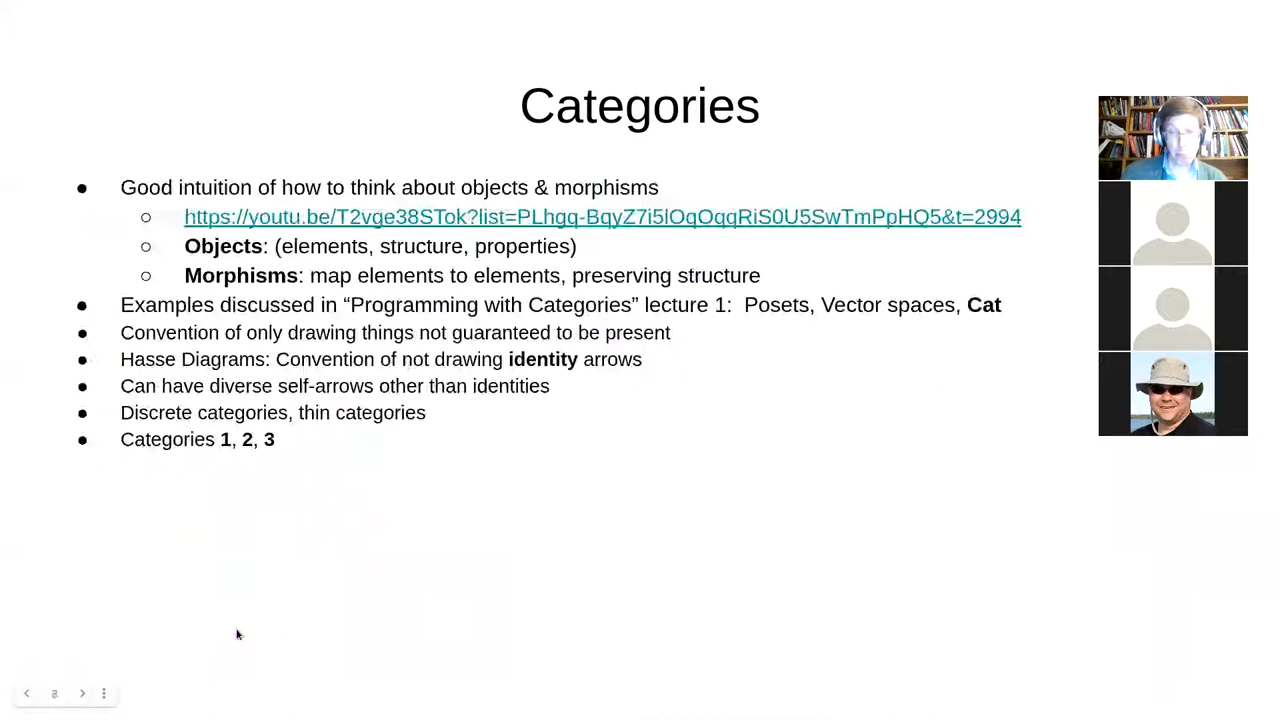 Categories
● Good intuition of how to think about objects & morphisms
○ https://youtu.be/T2vge38STok?list=PLhgq-BqyZ7i5lOqOqqRiS0U5SwTmPpHQ5&t=2994
○ Objects: (elements, structure, properties)
○ Morphisms: map elements to elements, preserving structure
● Examples discussed in “Programming with Categories” lecture 1: Posets, Vector spaces, Cat
● Convention of only drawing things not guaranteed to be present
● Hasse Diagrams: Convention of not drawing identity arrows
● Can have diverse self-arrows other than identities
● Discrete categories, thin categories
● Categories 1, 2, 3
8